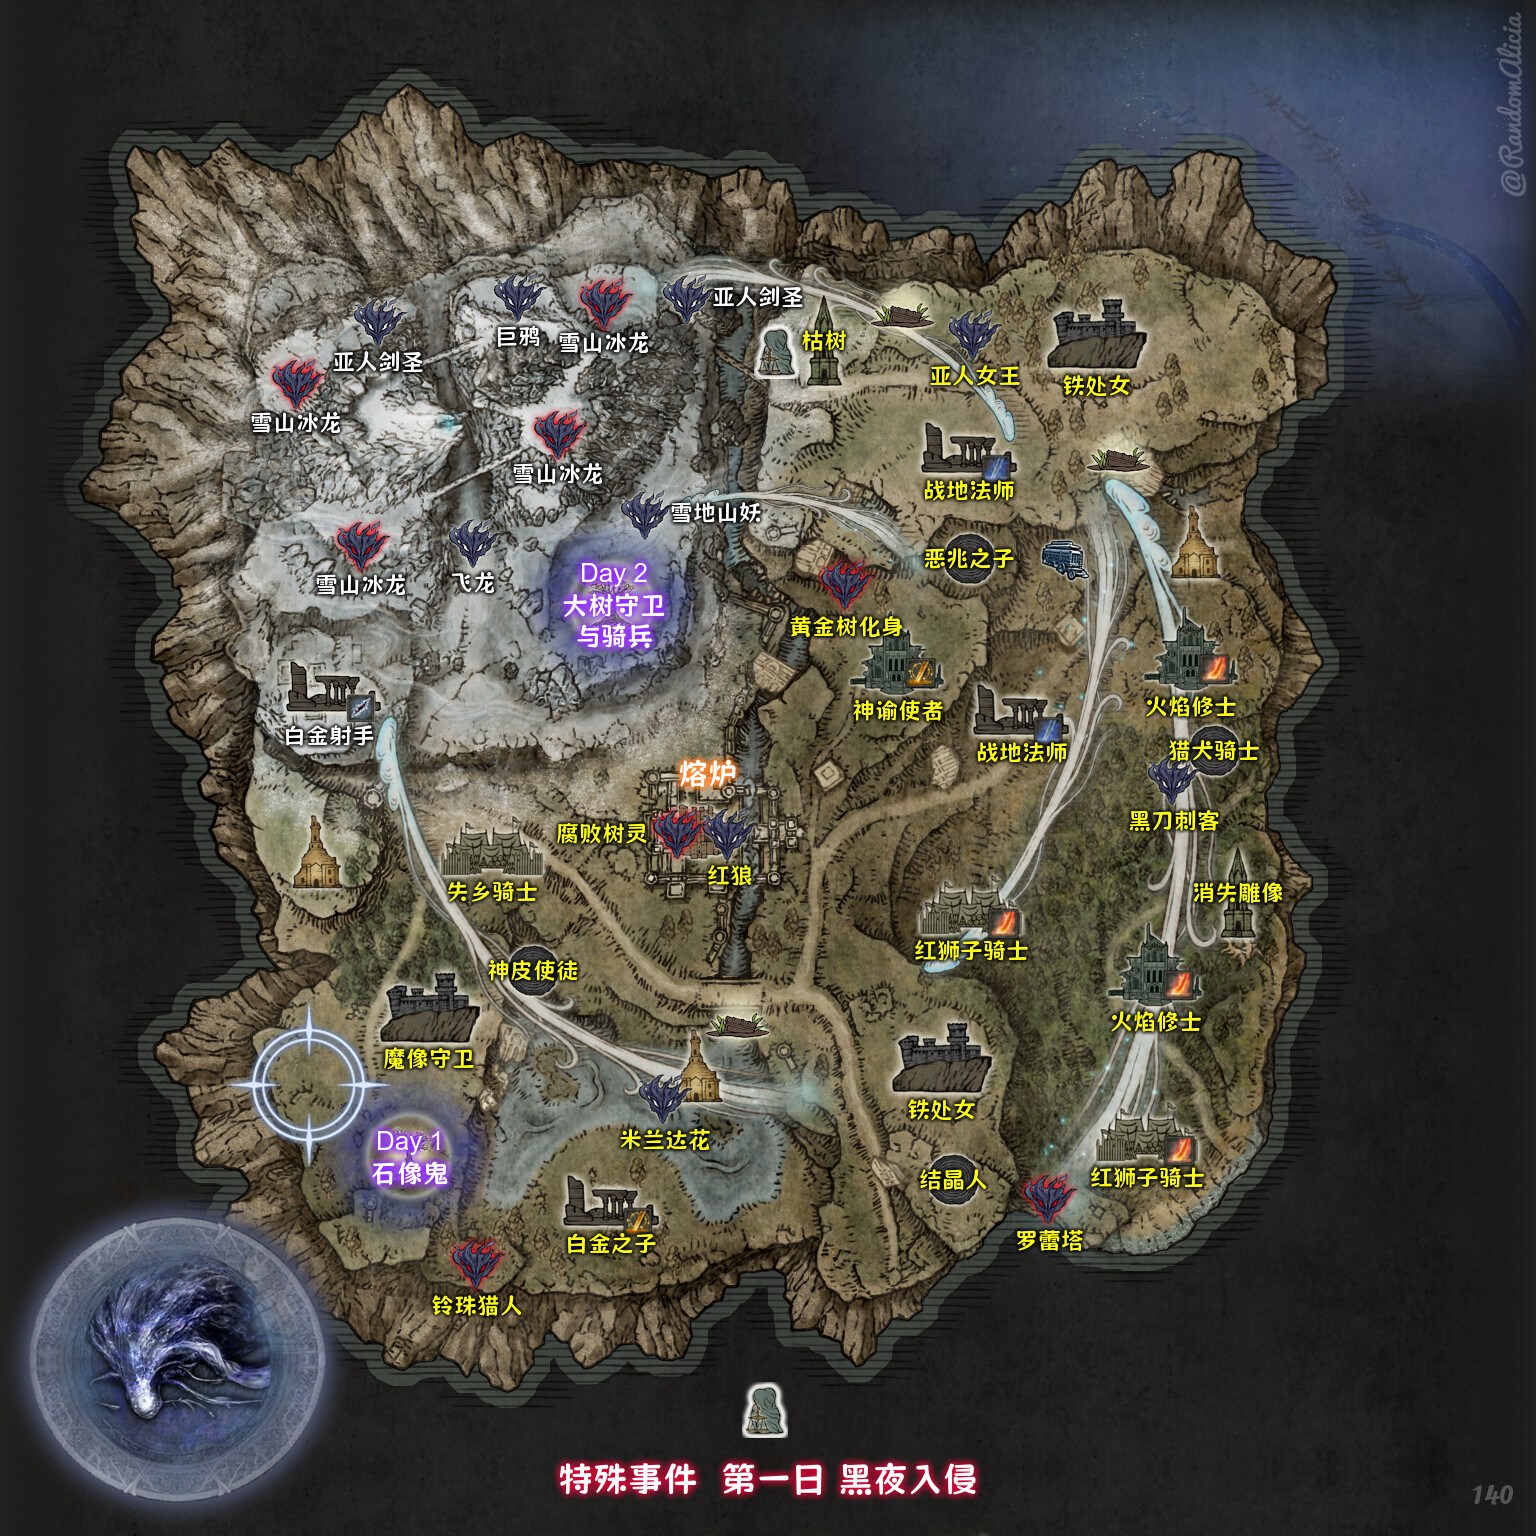 @RandomAlicia
亚人剑圣
巨鸦
雪山冰龙
亚人剑圣
枯树
亚人女王
铁处女
雪山冰龙
雪山冰龙
战地法师
雪地山妖
恶兆之子
雪山冰龙
飞龙
Day 2
大树守卫
与骑兵
黄金树化身
神谕使者
火焰修士
白金射手
战地法师
猎犬骑士
熔炉
黑刀刺客
腐败树灵
红狼
失乡骑士
消失雕像
红狮子骑士
神皮使徒
火焰修士
魔像守卫
铁处女
Day 1
石像鬼
米兰达花
结晶人
红狮子骑士
白金之子
罗蕾塔
铃珠猎人
特殊事件 第一日 黑夜入侵
140